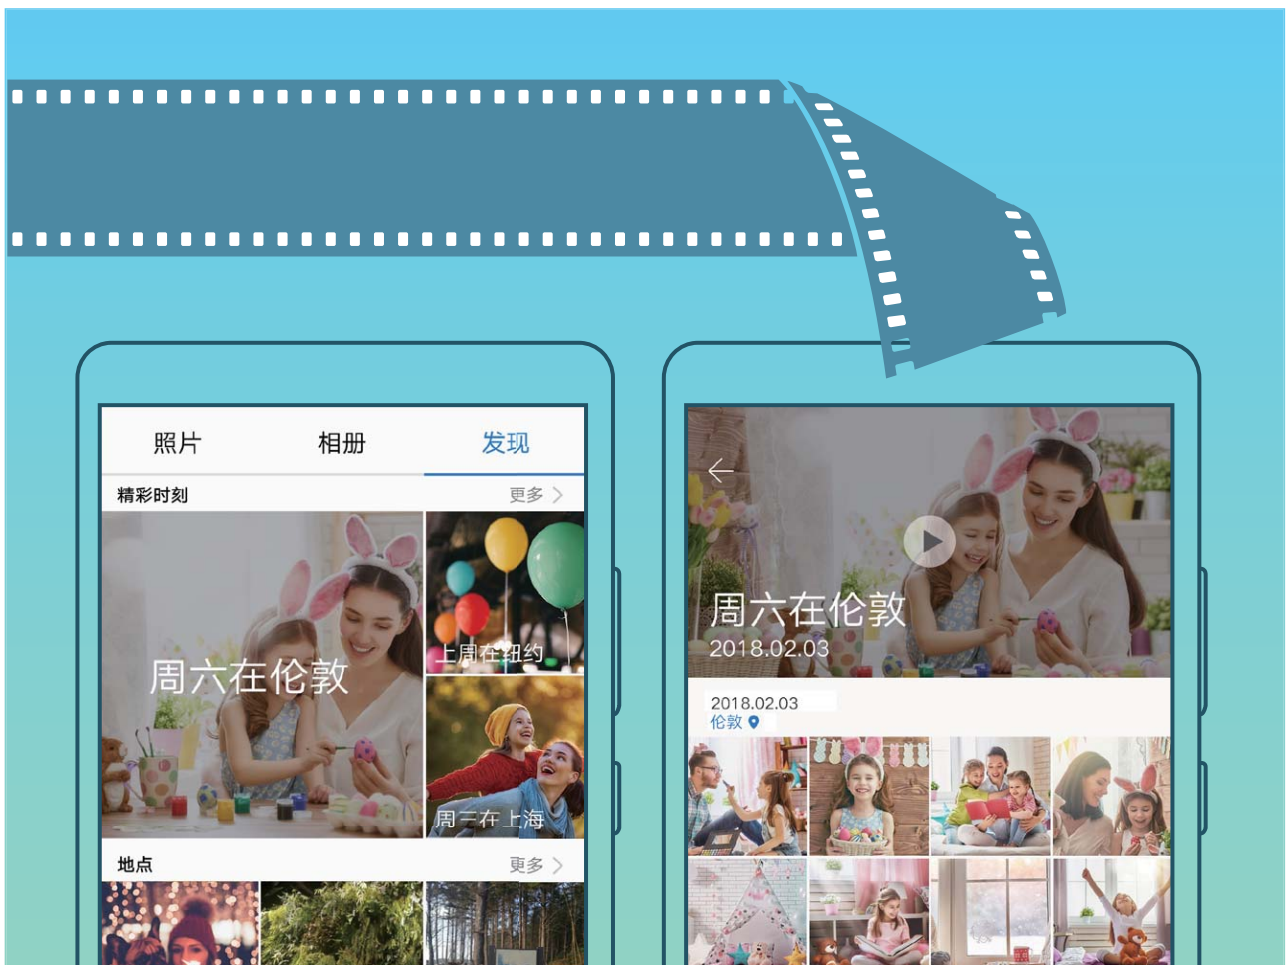 照片 相册 发现
精彩时刻 更多
周六在伦敦
上周在纽约
周三在上海
地点 更多
周六在伦敦
2018.02.03
2018.02.03
伦敦